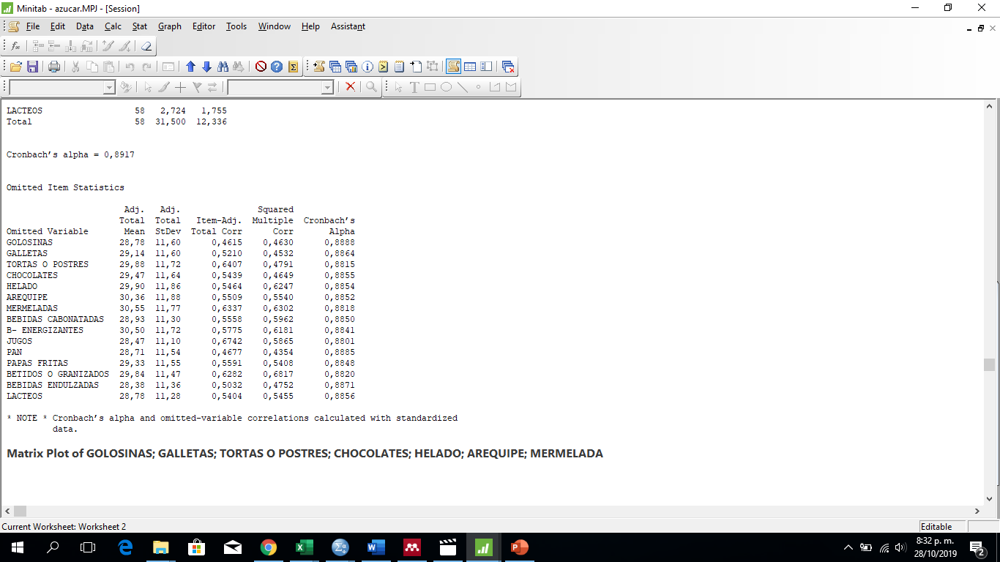 Minitab - azucar.MPJ - [Session]
File Edit Data Calc Stat Graph Editor Tools Window Help Assistant
LACTEOS 58 2,724 1,755
Total 58 31,500 12,336
Cronbach's alpha = 0,8917
Omitted Item Statistics
Adj. Adj. Squared
Total Total Item-Adj. Multiple Cronbach's
Omitted Variable Mean StDev Total Corr Corr Alpha
GOLOSINAS 28,78 11,60 0,4615 0,4630 0,8888
GALLETAS 29,14 11,60 0,5210 0,4532 0,8864
TORTAS O POSTRES 29,88 11,72 0,6407 0,4791 0,8815
CHOCOLATES 29,47 11,64 0,5439 0,4649 0,8855
HELADO 29,90 11,86 0,5464 0,6247 0,8854
AREQUIPE 30,36 11,88 0,5509 0,5540 0,8852
MERMELADAS 30,55 11,77 0,6337 0,6302 0,8818
BEBIDAS CABONATADAS 28,93 11,30 0,5558 0,5962 0,8850
B- ENERGIZANTES 30,50 11,72 0,5775 0,6181 0,8841
JUGOS 28,47 11,10 0,6742 0,5865 0,8801
PAN 28,71 11,54 0,4677 0,4354 0,8885
PAPAS FRITAS 29,33 11,55 0,5591 0,5408 0,8848
BETIDOS O GRANIZADOS 29,84 11,47 0,6282 0,6817 0,8820
BEBIDAS ENDULZADAS 28,38 11,36 0,5032 0,4752 0,8871
LACTEOS 28,78 11,28 0,5404 0,5455 0,8856
* NOTE * Cronbach's alpha and omitted-variable correlations calculated with standardized
data.
Matrix Plot of GOLOSINAS; GALLETAS; TORTAS O POSTRES; CHOCOLATES; HELADO; AREQUIPE; MERMELADA
Current Worksheet: Worksheet 2
Editable
8:32 p. m.
28/10/2019
2